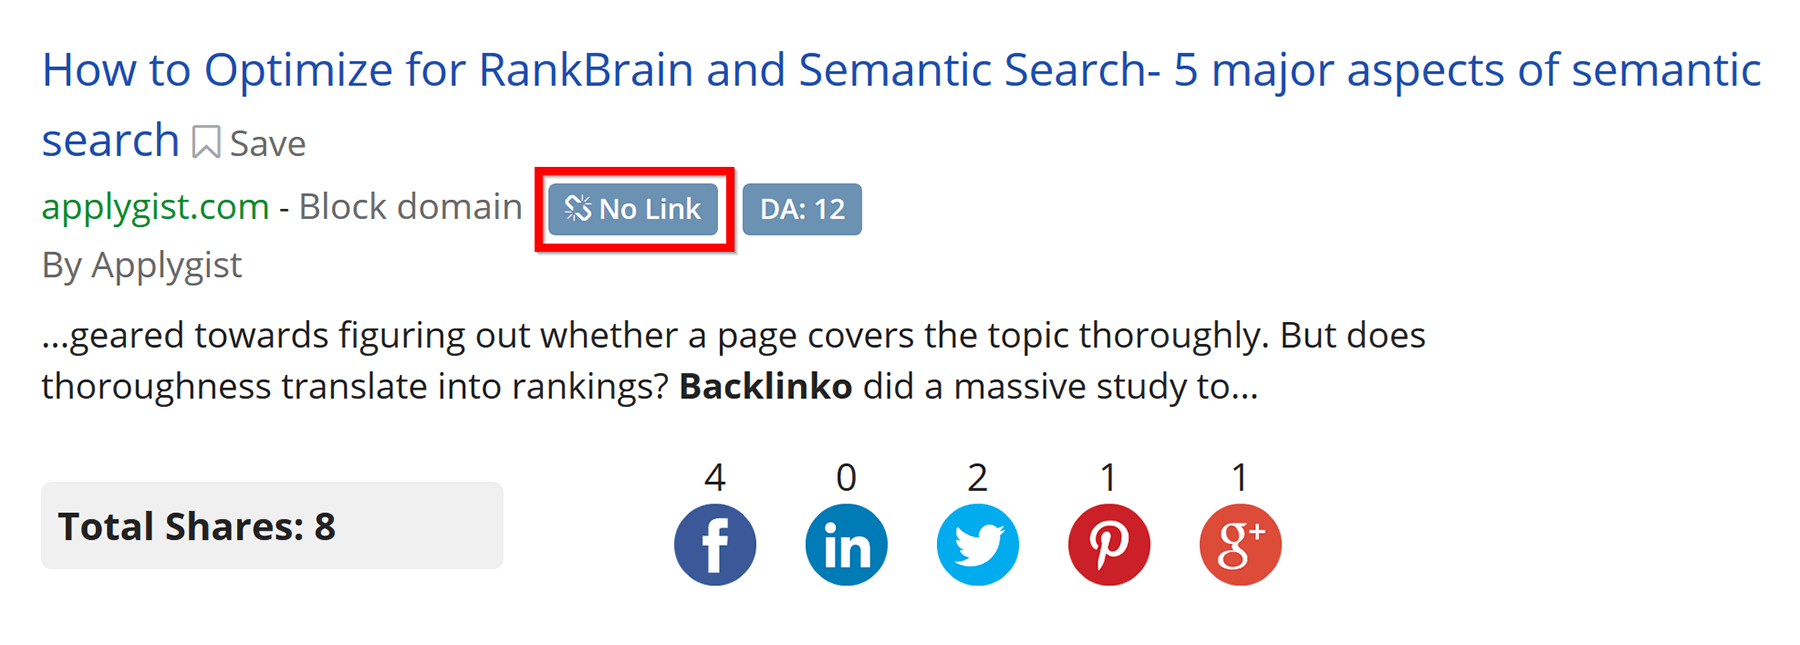 How to Optimize for RankBrain and Semantic Search- 5 major aspects of semantic
search Save
applygist.com - Block domain No Link DA: 12
By Applygist
...geared towards figuring out whether a page covers the topic thoroughly. But does
thoroughness translate into rankings? Backlinko did a massive study to...
4 0 2 1 1
Total Shares: 8 f in g+